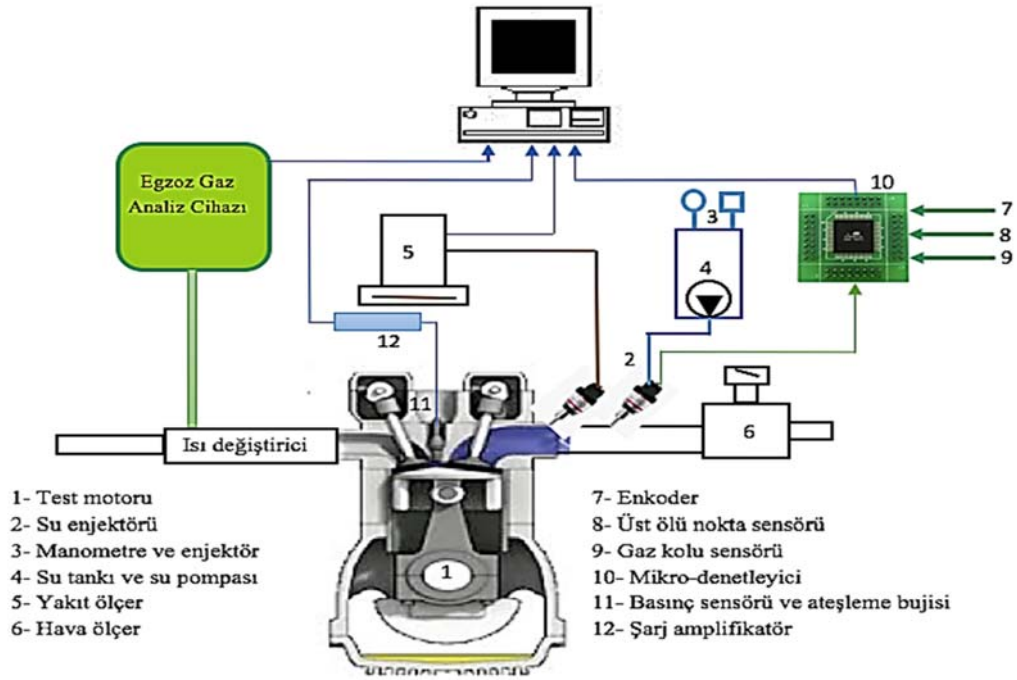 Egzoz Gaz
Analiz Cihazı
10
7
8
9
3
5
4
12
2
11
6
Isı değiştirici
1
1- Test motoru
2- Su enjektörü
3- Manometre ve enjektör
4- Su tankı ve su pompası
5- Yakıt ölçer
6- Hava ölçer
7- Enkoder
8- Üst ölü nokta sensörü
9- Gaz kolu sensörü
10- Mikro-denetleyici
11- Basınç sensörü ve ateşleme bujisi
12- Şarj amplifikatör